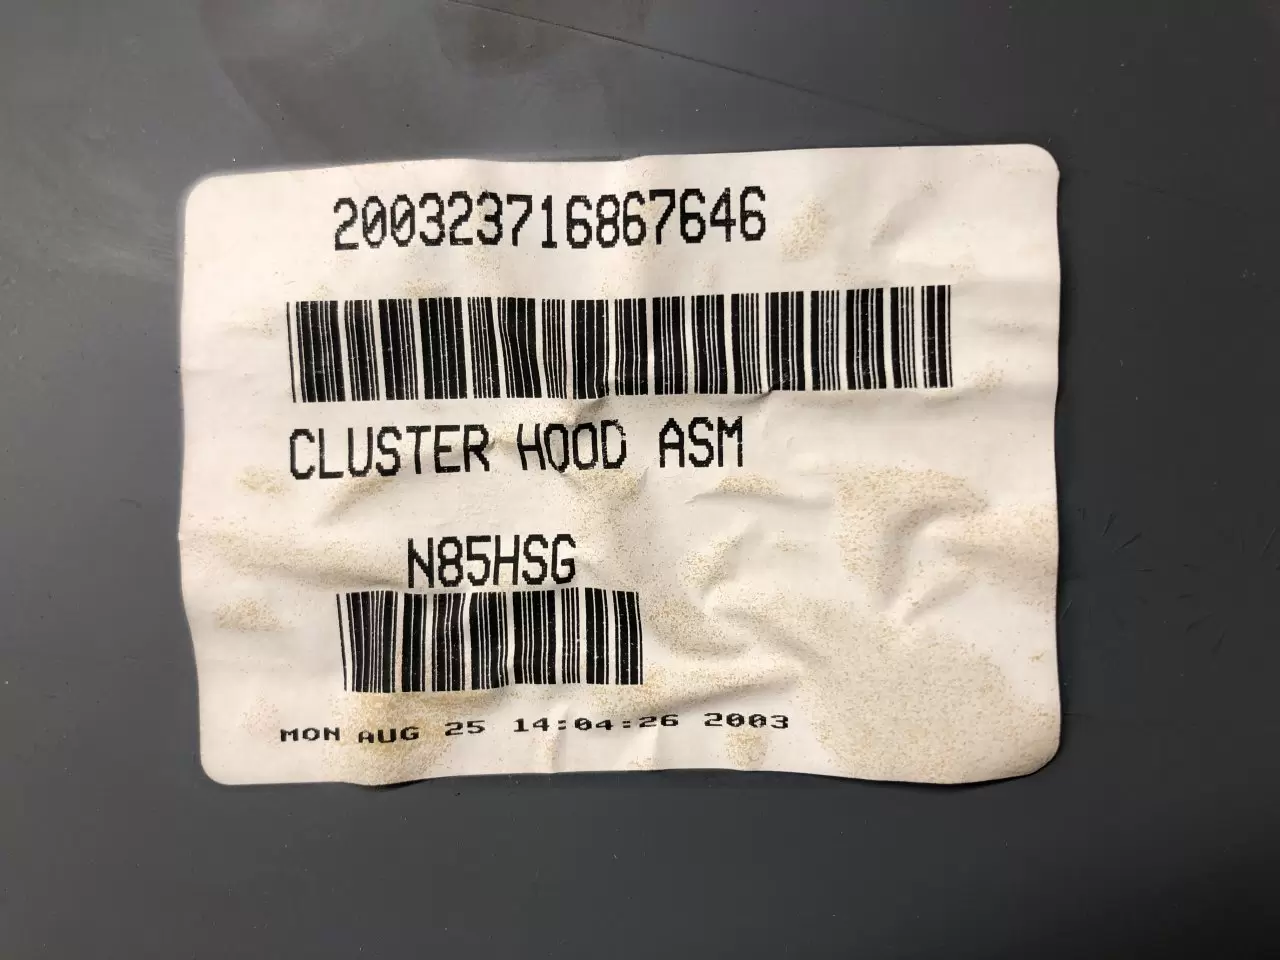 200323716867646
CLUSTER HOOD ASM
N85HSG
MON AUG 25 14:04:26 2003